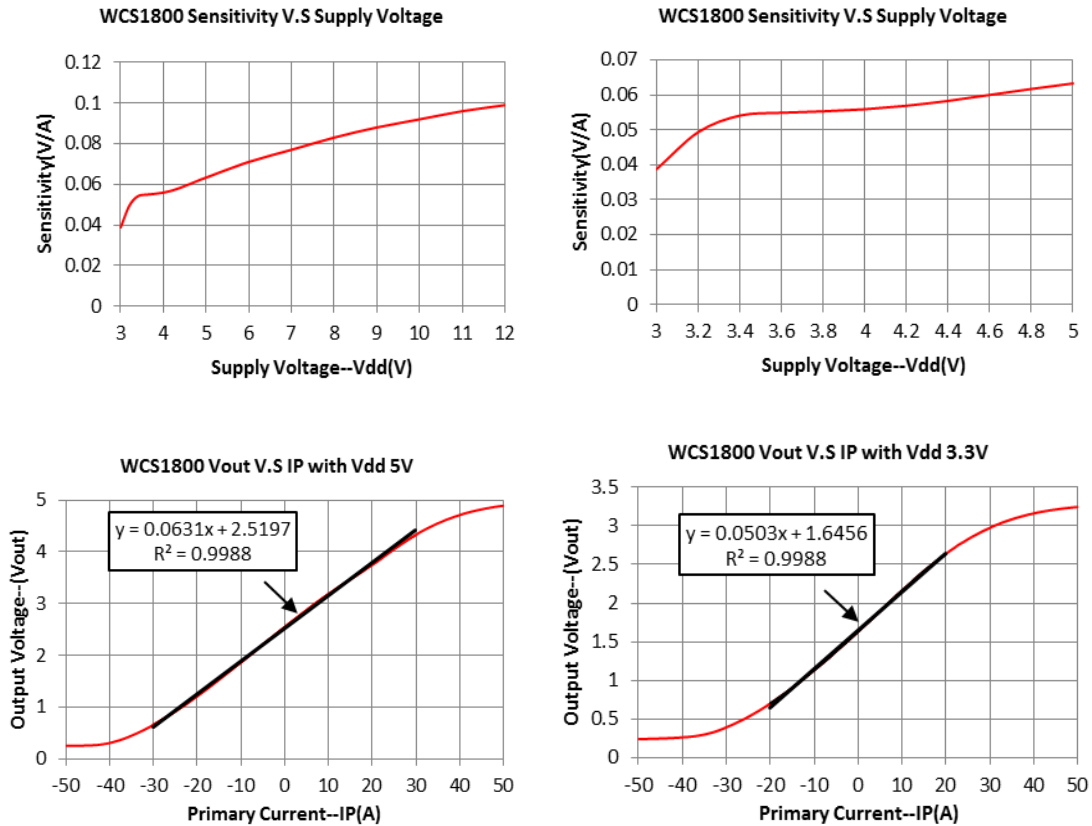 WCS1800 Sensitivity V.S Supply Voltage
0.12
0.1
0.08
0.06
0.04
0.02
0
Sensitivity(V/A)
3 4 5 6 7 8 9 10 11 12
Supply Voltage--Vdd(V)
WCS1800 Sensitivity V.S Supply Voltage
0.07
0.06
0.05
0.04
0.03
0.02
0.01
0
Sensitivity(V/A)
3 3.2 3.4 3.6 3.8 4 4.2 4.4 4.6 4.8 5
Supply Voltage--Vdd(V)
WCS1800 Vout V.S IP with Vdd 5V
5
4
3
2
1
0
Output Voltage--(Vout)
y = 0.0631x + 2.5197
R² = 0.9988
-50 -40 -30 -20 -10 0 10 20 30 40 50
Primary Current--IP(A)
WCS1800 Vout V.S IP with Vdd 3.3V
3.5
3
2.5
2
1.5
1
0.5
0
Output Voltage--(Vout)
y = 0.0503x + 1.6456
R² = 0.9988
-50 -40 -30 -20 -10 0 10 20 30 40 50
Primary Current--IP(A)